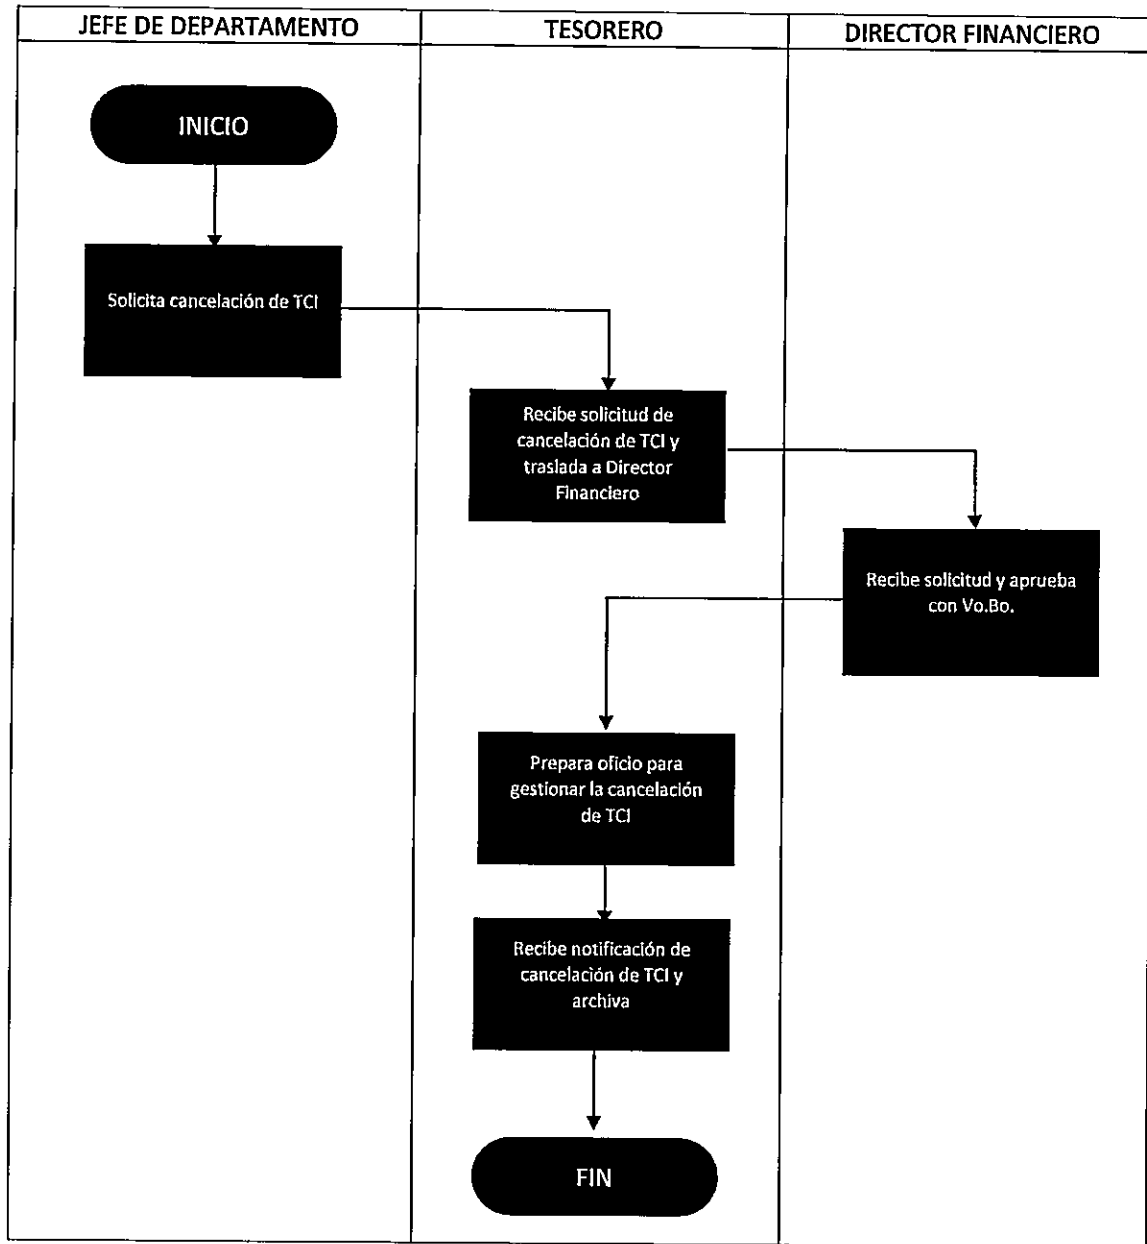 JEFE DE DEPARTAMENTO
TESORERO
DIRECTOR FINANCIERO
INICIO
Solicita cancelación de TCI
Recibe solicitud de
cancelación de TCI y
traslada a Director
Financiero
Recibe solicitud y aprueba
con Vo.Bo.
Prepara oficio para
gestionar la cancelación
de TCI
Recibe notificación de
cancelación de TCI y
archiva
FIN